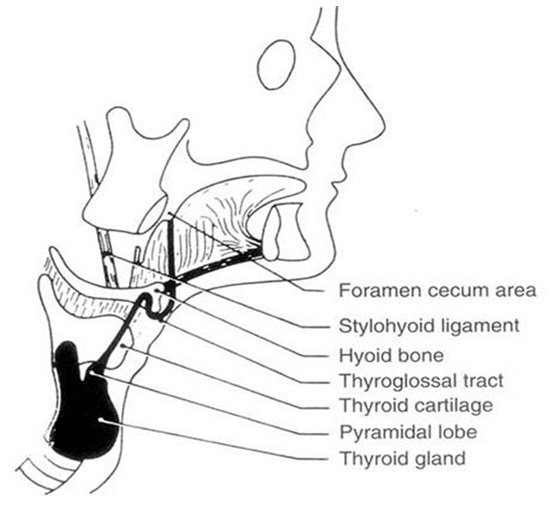 Foramen cecum area
Stylohyoid ligament
Hyoid bone
Thyroglossal tract
Thyroid cartilage
Pyramidal lobe
Thyroid gland